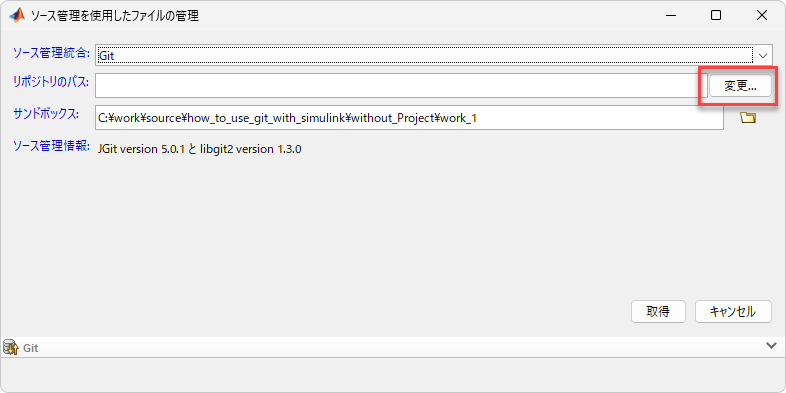 ソース管理を使用したファイルの管理
ソース管理統合: Git
リポジトリのパス: 変更...
サンドボックス: C:¥work¥source¥how_to_use_git_with_simulink¥without_Project¥work_1
ソース管理情報: JGit version 5.0.1 と libgit2 version 1.3.0
取得 キャンセル
Git